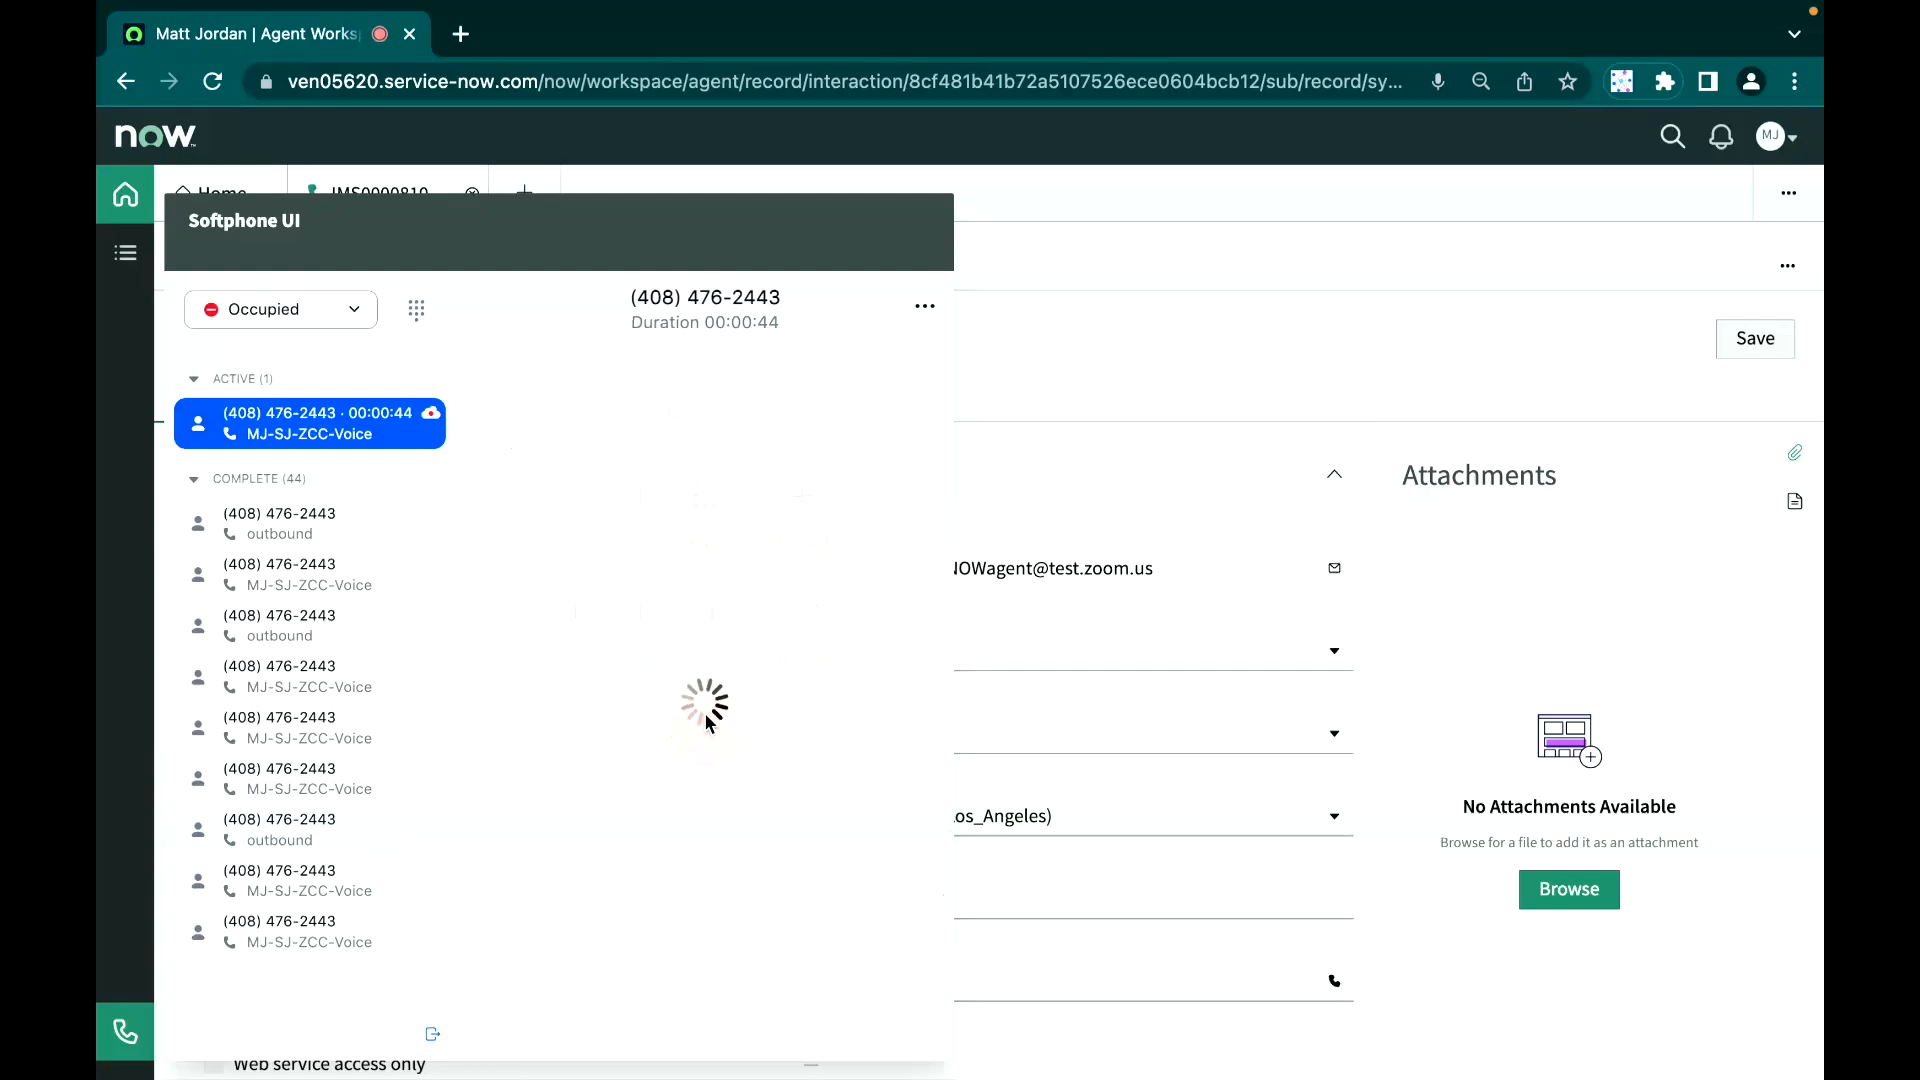 Matt Jordan | Agent Works
ven05620.service-now.com/now/workspace/agent/record/interaction/8cf481b41b72a5107526ece0604bcb12/sub/record/sy...
now
MJ
Home
IMS0000810
Softphone UI
Occupied
(408) 476-2443
Duration 00:00:44
Save
ACTIVE (1)
(408) 476-2443 · 00:00:44
MJ-SJ-ZCC-Voice
COMPLETE (44)
(408) 476-2443
outbound
(408) 476-2443
MJ-SJ-ZCC-Voice
(408) 476-2443
outbound
(408) 476-2443
MJ-SJ-ZCC-Voice
(408) 476-2443
MJ-SJ-ZCC-Voice
(408) 476-2443
MJ-SJ-ZCC-Voice
(408) 476-2443
outbound
(408) 476-2443
MJ-SJ-ZCC-Voice
(408) 476-2443
MJ-SJ-ZCC-Voice
Web service access only
NOWagent@test.zoom.us
os_Angeles)
Attachments
No Attachments Available
Browse for a file to add it as an attachment
Browse